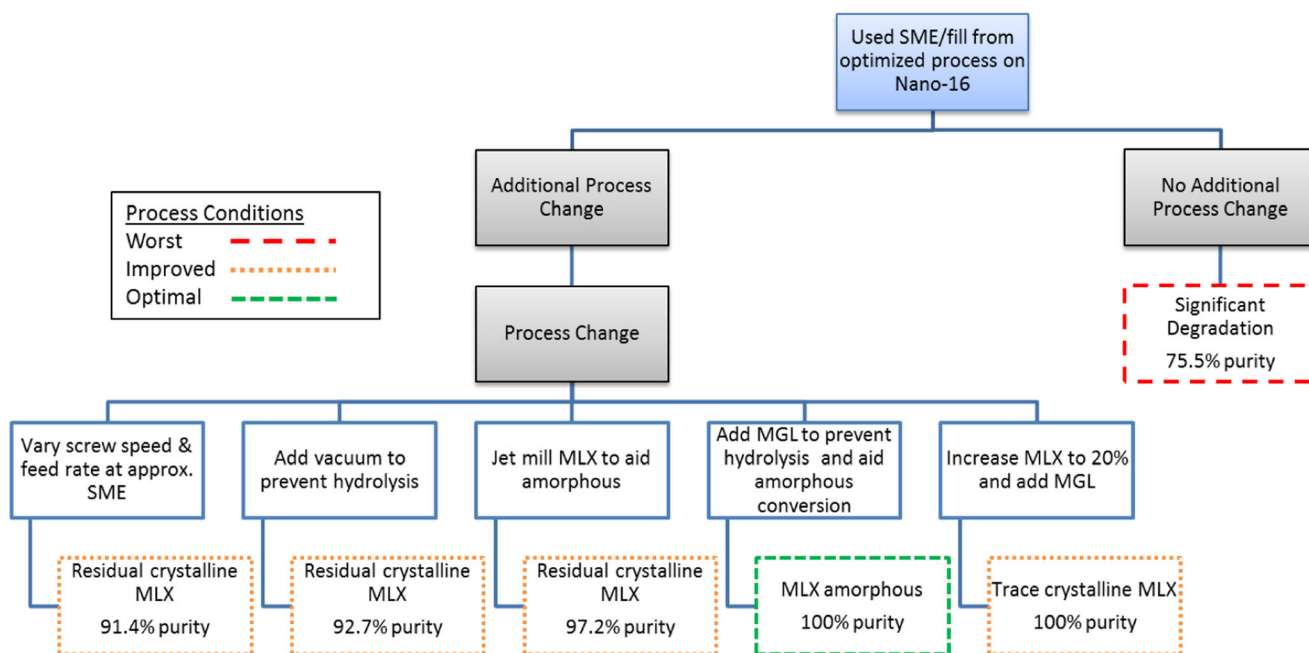 Used SME/fill from
optimized process on
Nano-16
Additional Process
Change
No Additional
Process Change
Process Conditions
Worst
Improved
Optimal
Process Change
Significant
Degradation
75.5% purity
Vary screw speed &
feed rate at approx.
SME
Add vacuum to
prevent hydrolysis
Jet mill MLX to aid
amorphous
Add MGL to prevent
hydrolysis and aid
amorphous
conversion
Increase MLX to 20%
and add MGL
Residual crystalline
MLX
91.4% purity
Residual crystalline
MLX
92.7% purity
Residual crystalline
MLX
97.2% purity
MLX amorphous
100% purity
Trace crystalline MLX
100% purity